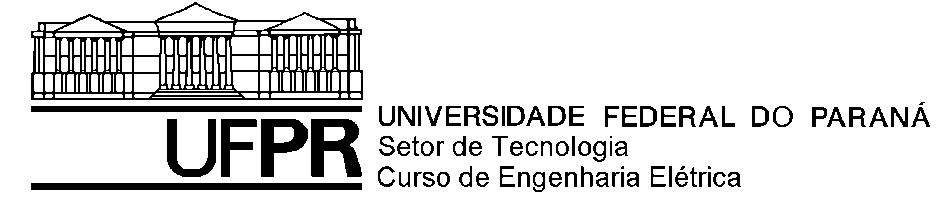 UFPR
UNIVERSIDADE FEDERAL DO PARANÁ
Setor de Tecnologia
Curso de Engenharia Elétrica